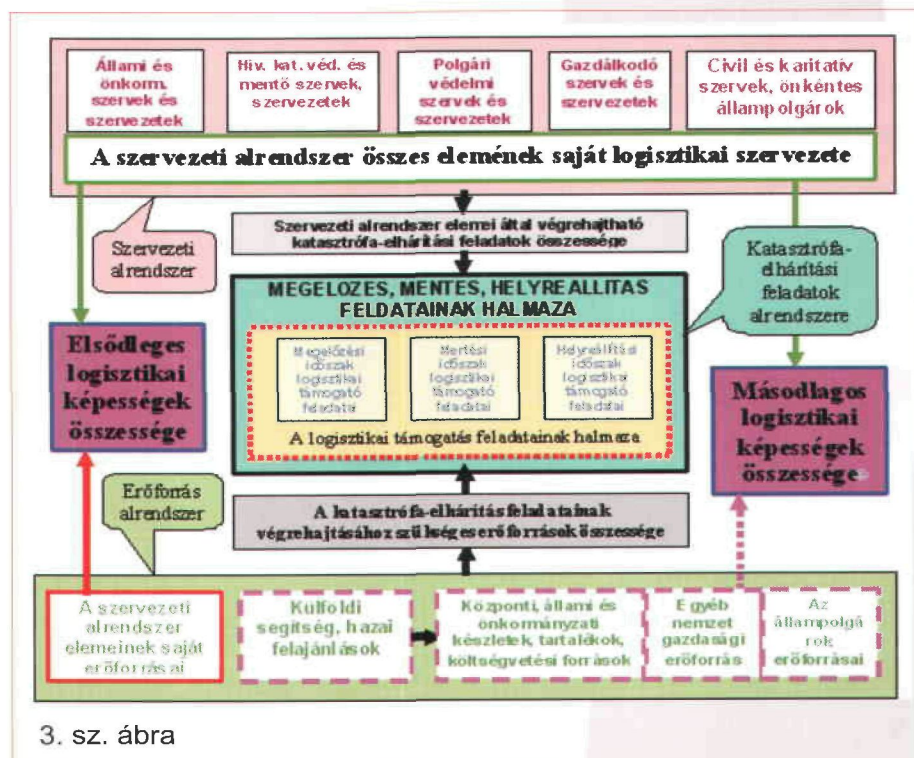 Állami és
önkorm.
szervek és
szervezetek
Hiv. kat. véd. és
mentő szervek,
szervezetek
Polgári
védelmi
szervek és
szervezetek
Gazdálkodó
szervek és
szervezetek
Civil és karitatív
szervek, önkéntes
állampolgárok
A szervezeti alrendszer összes elemének saját logisztikai szervezete
Szervezeti
alrendszer
Szervezeti alrendszer elemei által végrehajtható
katasztrófa-elhárítási feladatok összessége
Katasztrófa-
elhárítási
feladatok
alrendszere
MEGELŐZES, MENTES, HELYREÁLLITAS
FELDATAINAK HALMAZA
Elsődleges
logisztikai
képességek
összessége
Megelőzési
időszak
logisztikai
támogató
feladatai
Mentési
időszak
logisztikai
támogató
feladatai
Helyreállítási
időszak
logisztikai
támogató
feladatai
A logisztikai támogatás feladatainak halmaza
Másodlagos
logisztikai
képességek
összessége
Erőforrás
alrendszer
A katasztrófa-elhárítás feladatainak
végrehajtásához szükséges erőforrások összessége
A szervezeti
alrendszer
elemeinek saját
erőforrásai
Külföldi
segítség, hazai
felajánlások
Központi, állami és
önkormányzati
készletek, tartalékok,
költségvetési források
Egyéb
nemzet
gazdasági
erőforrás
Az
állampolgá
rok
erőforrásai
3. sz. ábra